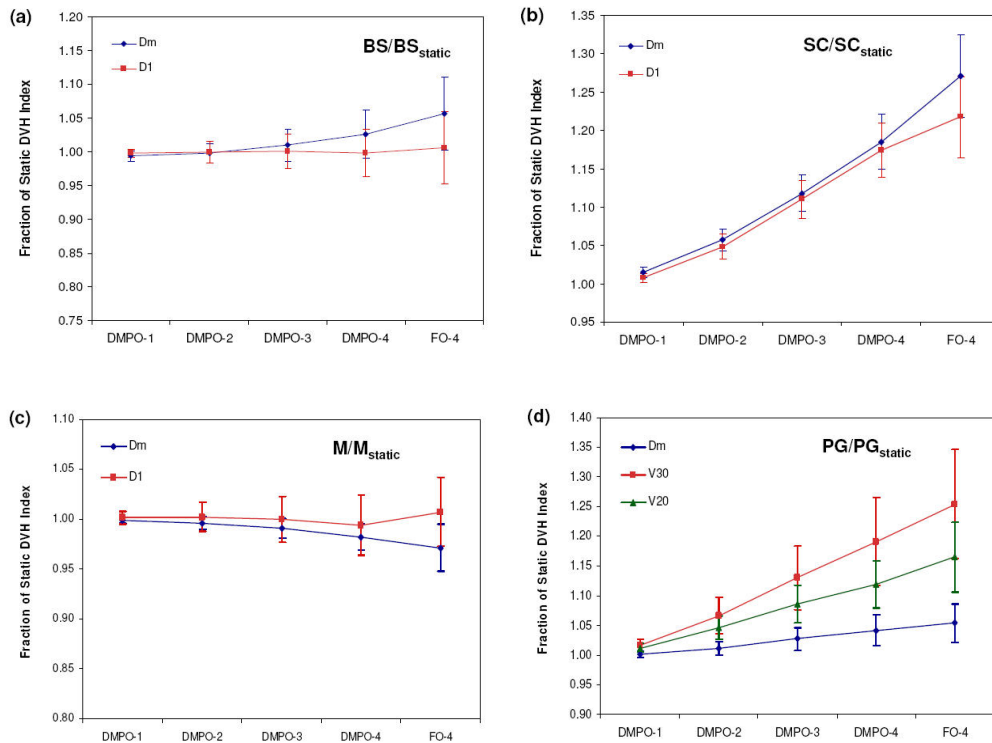 (a)
BS/BSstatic
Dm
D1
Fraction of Static DVH Index
1.20
1.15
1.10
1.05
1.00
0.95
0.90
0.85
0.80
0.75
DMPO-1 DMPO-2 DMPO-3 DMPO-4 FO-4
(b)
SC/SCstatic
Dm
D1
Fraction of Static DVH Index
1.35
1.30
1.25
1.20
1.15
1.10
1.05
1.00
0.95
DMPO-1 DMPO-2 DMPO-3 DMPO-4 FO-4
(c)
M/Mstatic
Dm
D1
Fraction of Static DVH Index
1.10
1.05
1.00
0.95
0.90
0.85
0.80
DMPO-1 DMPO-2 DMPO-3 DMPO-4 FO-4
(d)
PG/PGstatic
Dm
V30
V20
Fraction of Static DVH Index
1.40
1.35
1.30
1.25
1.20
1.15
1.10
1.05
1.00
0.95
0.90
DMPO-1 DMPO-2 DMPO-3 DMPO-4 FO-4